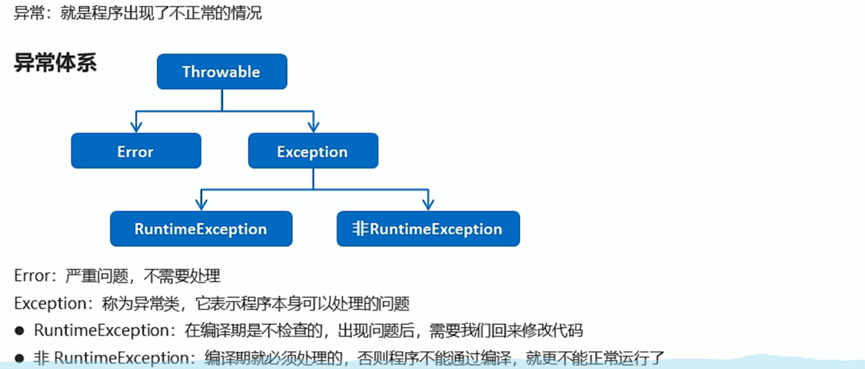 异常：就是程序出现了不正常的情况
异常体系
Throwable
Error
Exception
RuntimeException
非RuntimeException
Error：严重问题，不需要处理
Exception：称为异常类，它表示程序本身可以处理的问题
● RuntimeException：在编译期是不检查的，出现问题后，需要我们回来修改代码
● 非 RuntimeException：编译期就必须处理的，否则程序不能通过编译，就更不能正常运行了